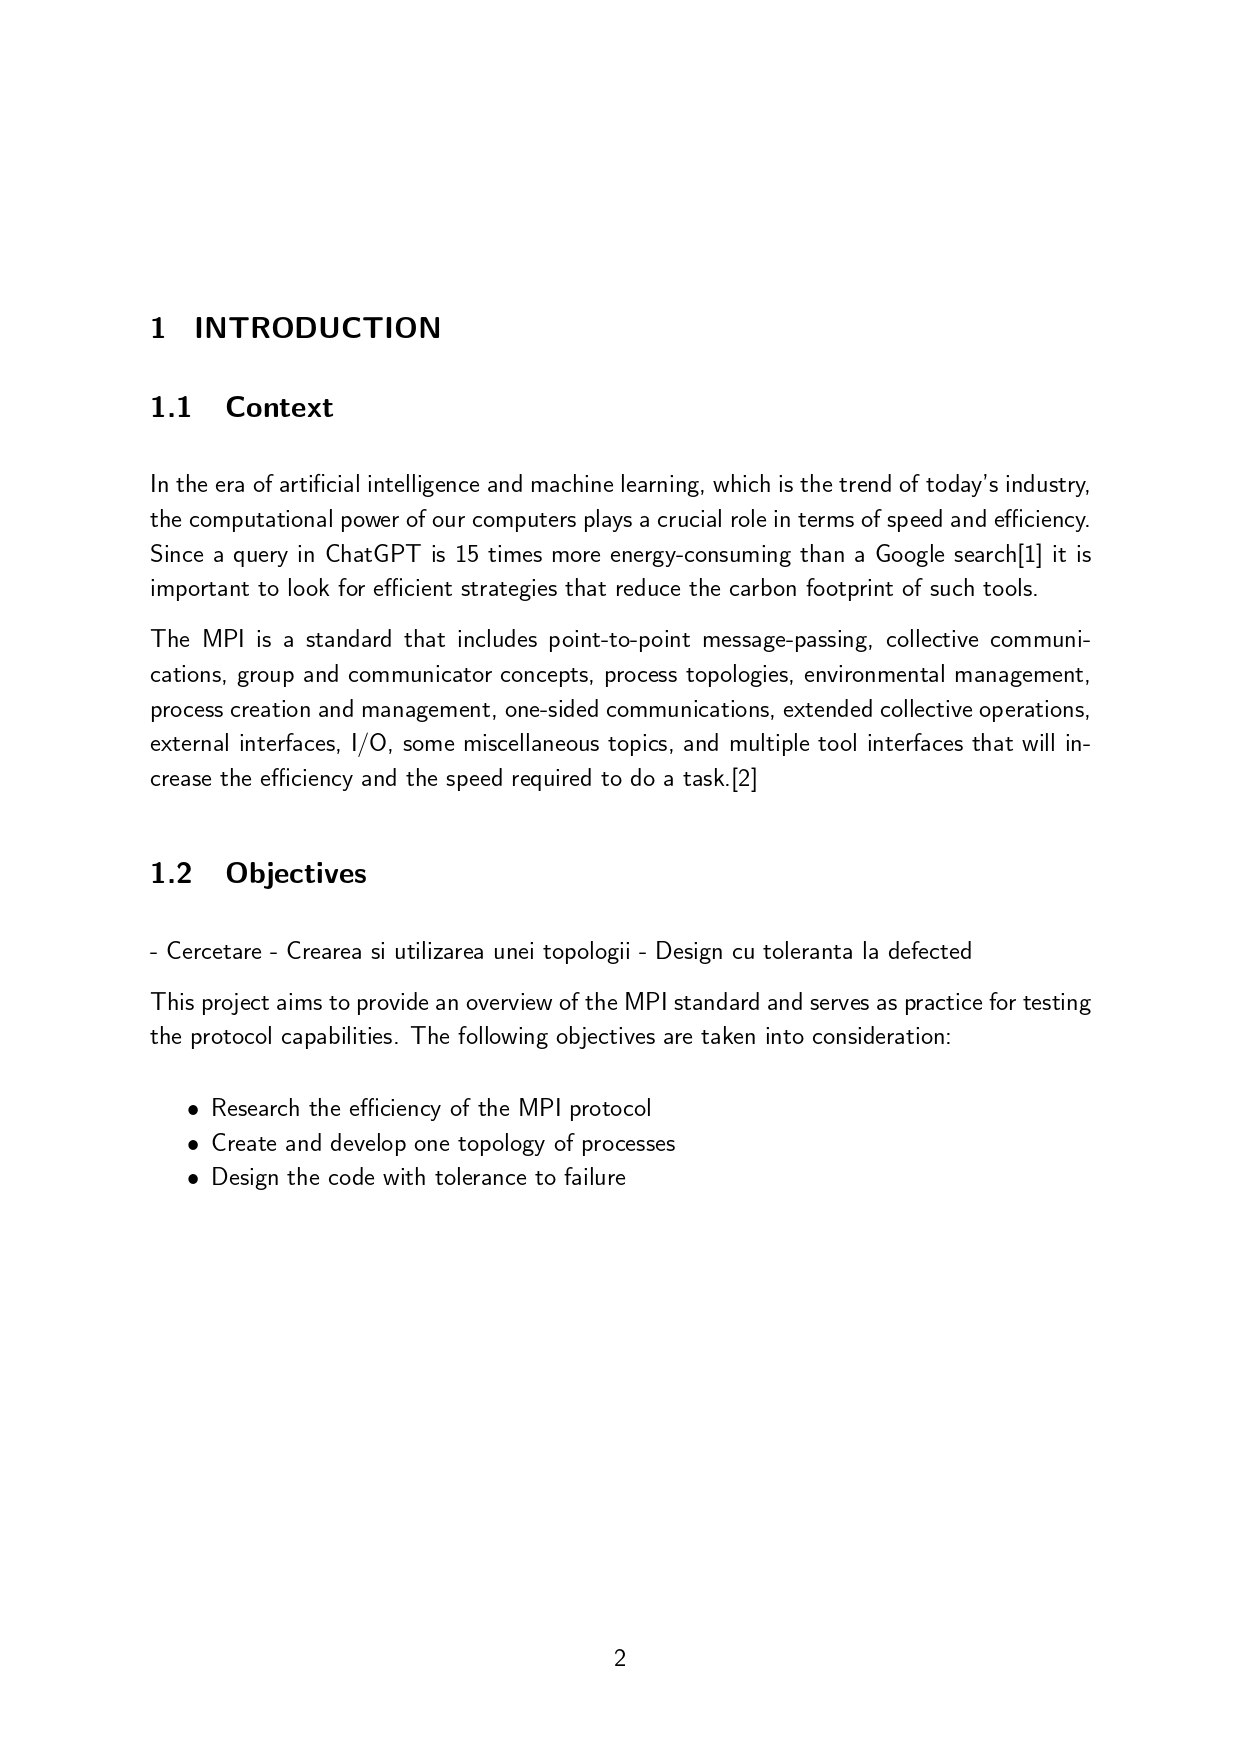 1 INTRODUCTION
1.1 Context
In the era of artificial intelligence and machine learning, which is the trend of today's industry,
the computational power of our computers plays a crucial role in terms of speed and efficiency.
Since a query in ChatGPT is 15 times more energy-consuming than a Google search[1] it is
important to look for efficient strategies that reduce the carbon footprint of such tools.
The MPI is a standard that includes point-to-point message-passing, collective communi-
cations, group and communicator concepts, process topologies, environmental management,
process creation and management, one-sided communications, extended collective operations,
external interfaces, I/O, some miscellaneous topics, and multiple tool interfaces that will in-
crease the efficiency and the speed required to do a task.[2]
1.2 Objectives
- Cercetare - Crearea si utilizarea unei topologii - Design cu toleranta la defected
This project aims to provide an overview of the MPI standard and serves as practice for testing
the protocol capabilities. The following objectives are taken into consideration:
• Research the efficiency of the MPI protocol
• Create and develop one topology of processes
• Design the code with tolerance to failure
2